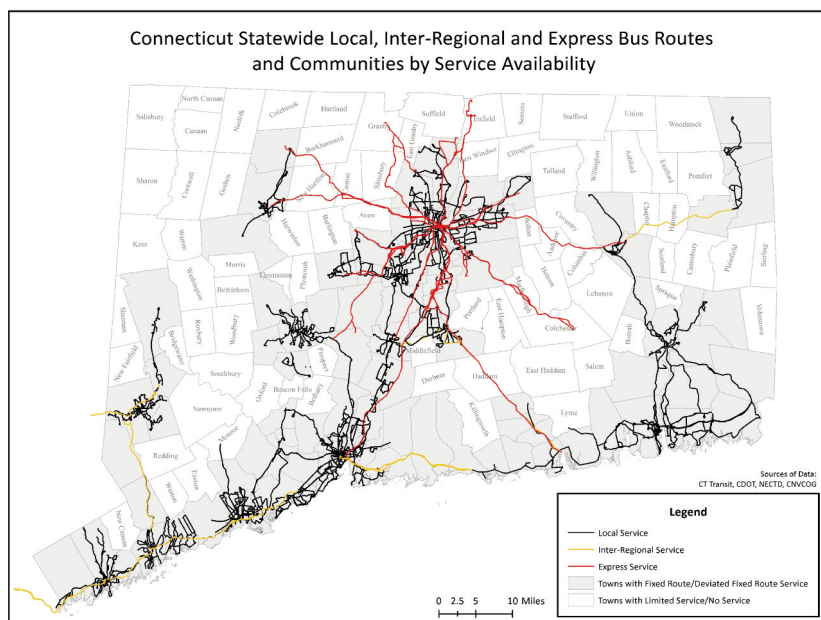 Connecticut Statewide Local, Inter-Regional and Express Bus Routes
and Communities by Service Availability
North Canaan
Salisbury
Canaan
Norfolk
Colebrook
Hartland
Granby
Suffield
East Granby
Enfield
Somers
Stafford
Union
Woodstock
Sharon
Cornwall
Goshen
Barkhamsted
New Hartford
Canton
Simsbury
East Windsor
Ellington
Tolland
Willington
Ashford
Eastford
Pomfret
Kent
Warren
Harwinton
Burlington
Avon
Bolton
Coventry
Andover
Columbia
Chaplin
Hampton
Scotland
Canterbury
Plainfield
Sterling
Washington
Morris
Bethlehem
Thomaston
Plymouth
Portland
Marlborough
Hebron
Lebanon
Sprague
Sherman
New Fairfield
Bridgewater
Roxbury
Woodbury
Southbury
Prospect
Middlefield
East Hampton
Colchester
Bozrah
Voluntown
Newtown
Oxford
Beacon Falls
Bethany
Durham
Haddam
East Haddam
Salem
Redding
Monroe
Killingworth
Lyme
Weston
Easton
New Canaan
Sources of Data:
CT Transit, CDOT, NECTD, CNVCOG
Legend
Local Service
Inter-Regional Service
Express Service
Towns with Fixed Route/Deviated Fixed Route Service
Towns with Limited Service/No Service
0 2.5 5 10 Miles